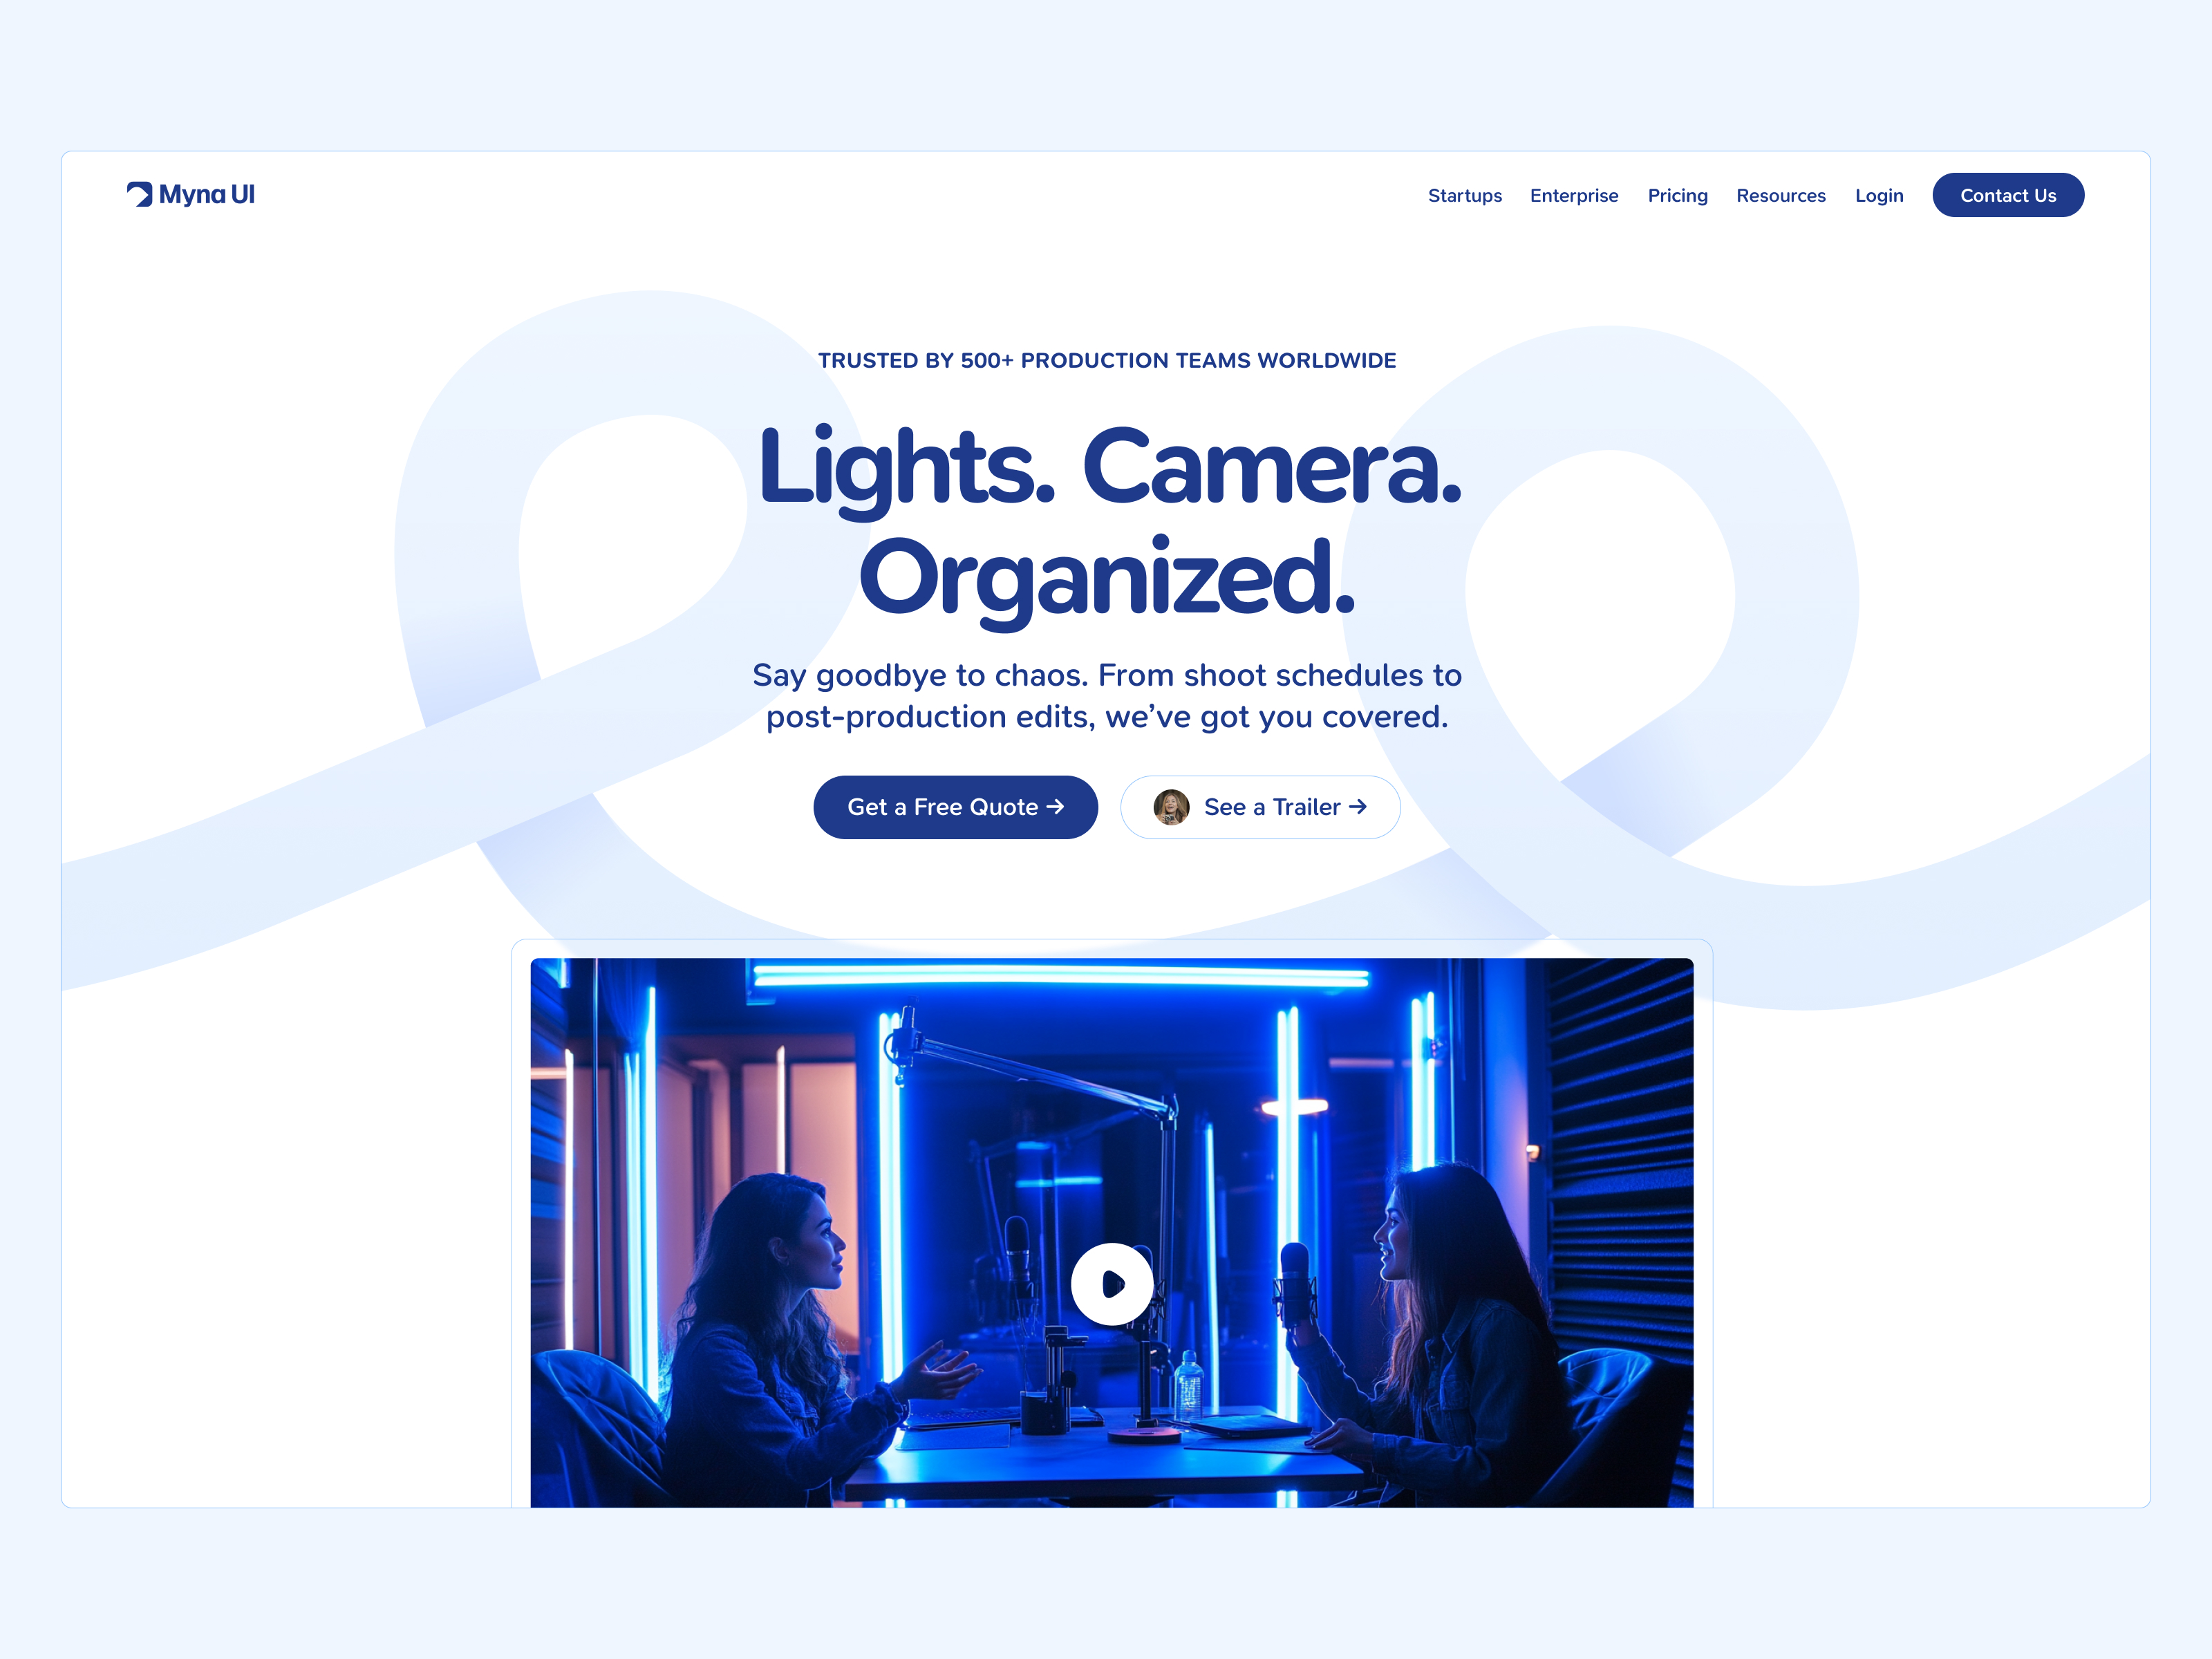 Myna UI
Startups Enterprise Pricing Resources Login Contact Us
TRUSTED BY 500+ PRODUCTION TEAMS WORLDWIDE
Lights. Camera.
Organized.
Say goodbye to chaos. From shoot schedules to
post-production edits, we’ve got you covered.
Get a Free Quote →
See a Trailer →